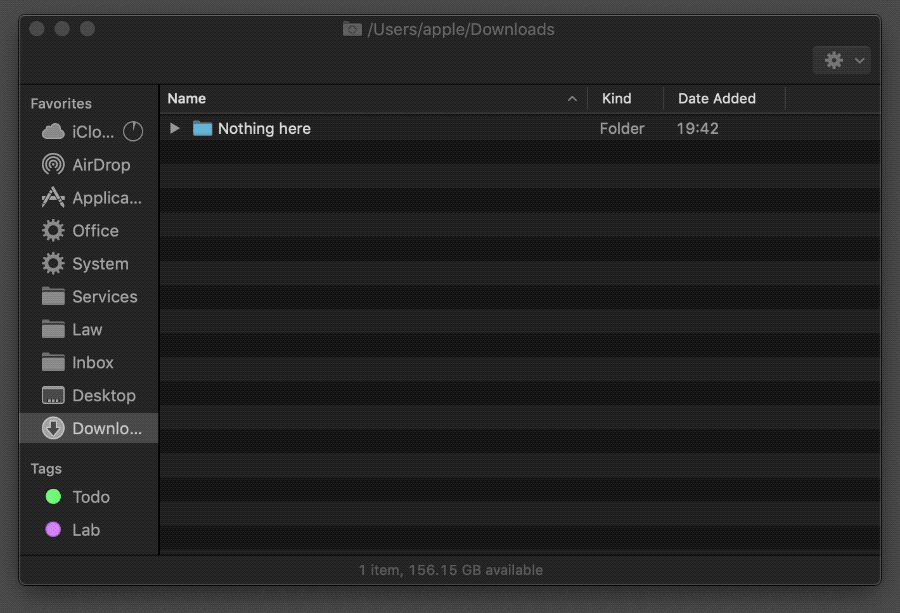 /Users/apple/Downloads
Favorites
iClo...
AirDrop
Applica...
Office
System
Services
Law
Inbox
Desktop
Downlo...
Tags
Todo
Lab
Name Kind Date Added
Nothing here Folder 19:42
1 item, 156.15 GB available